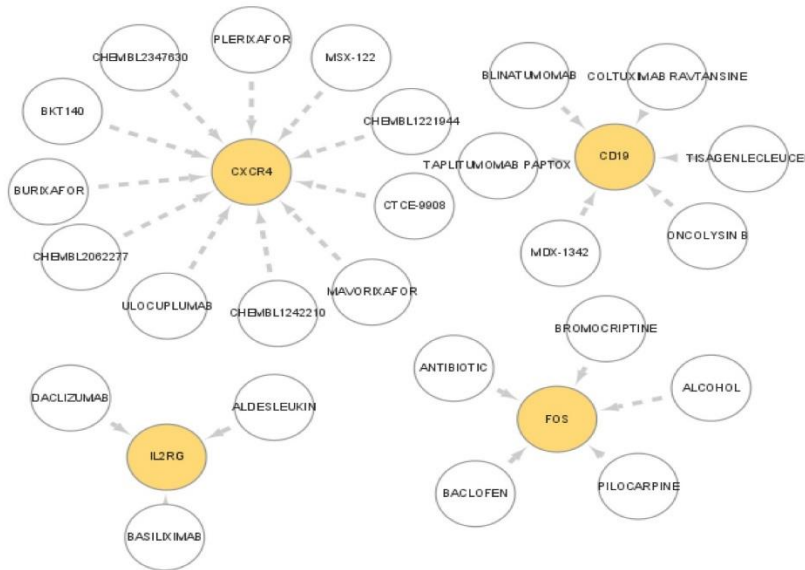 PLERIXAFOR
CHEMBL2347630
MSX-122
BKT140
CHEMBL1221944
CXCR4
BURIXAFOR
CTCE-9908
CHEMBL2062277
ULOCUPLUMAB
CHEMBL1242210
MAVORIXAFOR
BLINATUMOMAB
COLTUXIMAB RAVTANSINE
TAPLITUMOMAB PAPTOX
CD19
TISAGENLECLEUCEL
MDX-1342
ONCOLYSIN B
DACLIZUMAB
ALDESLEUKIN
IL2RG
BASILIXIMAB
BROMOCRIPTINE
ANTIBIOTIC
ALCOHOL
FOS
BACLOFEN
PILOCARPINE